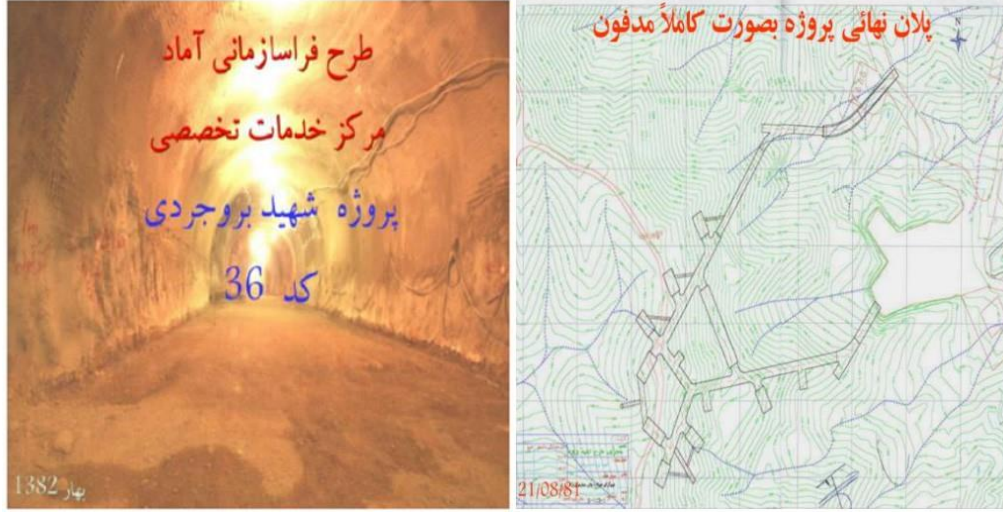 طرح فراسازمانی آماد
مرکز خدمات تخصصی
پروژه شهید بروجردی
کد 36
بهار 1382
پلان نهائی پروژه بصورت کاملاً مدفون
N
21/08/81